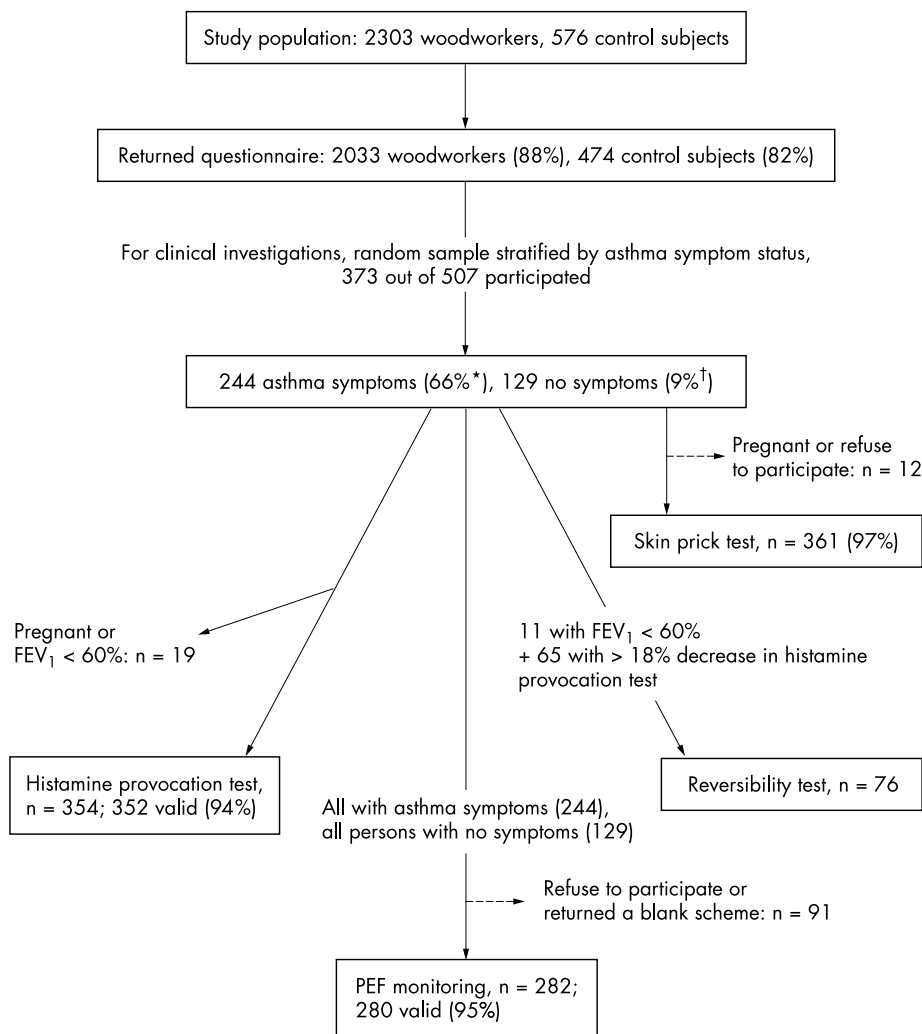 Study population: 2303 woodworkers, 576 control subjects
Returned questionnaire: 2033 woodworkers (88%), 474 control subjects (82%)
For clinical investigations, random sample stratified by asthma symptom status,
373 out of 507 participated
244 asthma symptoms (66%*), 129 no symptoms (9%†)
Pregnant or refuse
to participate: n = 12
Skin prick test, n = 361 (97%)
Pregnant or
FEV1 < 60%: n = 19
11 with FEV1 < 60%
+ 65 with > 18% decrease in histamine
provocation test
Histamine provocation test,
n = 354; 352 valid (94%)
Reversibility test, n = 76
All with asthma symptoms (244),
all persons with no symptoms (129)
Refuse to participate or
returned a blank scheme: n = 91
PEF monitoring, n = 282;
280 valid (95%)